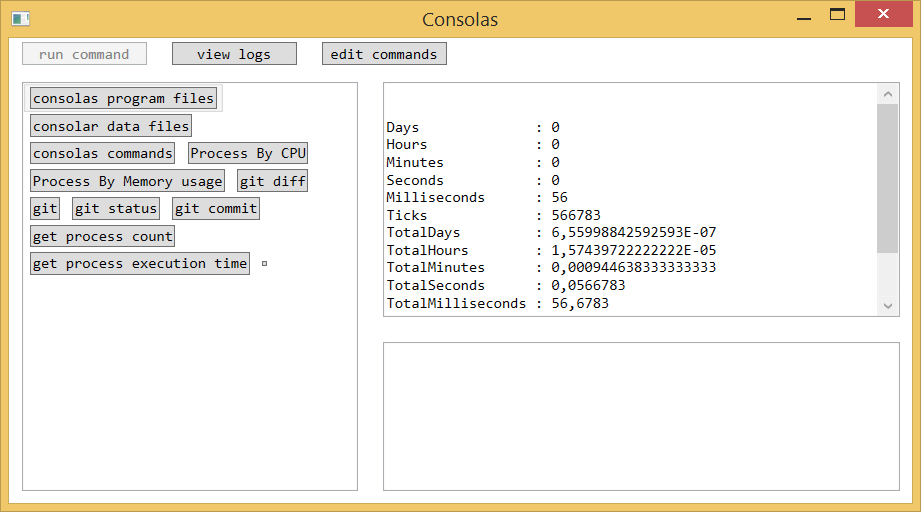 Consolas
run command view logs edit commands
consolas program files
consolar data files
consolas commands Process By CPU
Process By Memory usage git diff
git git status git commit
get process count
get process execution time
Days : 0
Hours : 0
Minutes : 0
Seconds : 0
Milliseconds : 56
Ticks : 566783
TotalDays : 6,55998842592593E-07
TotalHours : 1,57439722222222E-05
TotalMinutes : 0,000944638333333333
TotalSeconds : 0,0566783
TotalMilliseconds : 56,6783